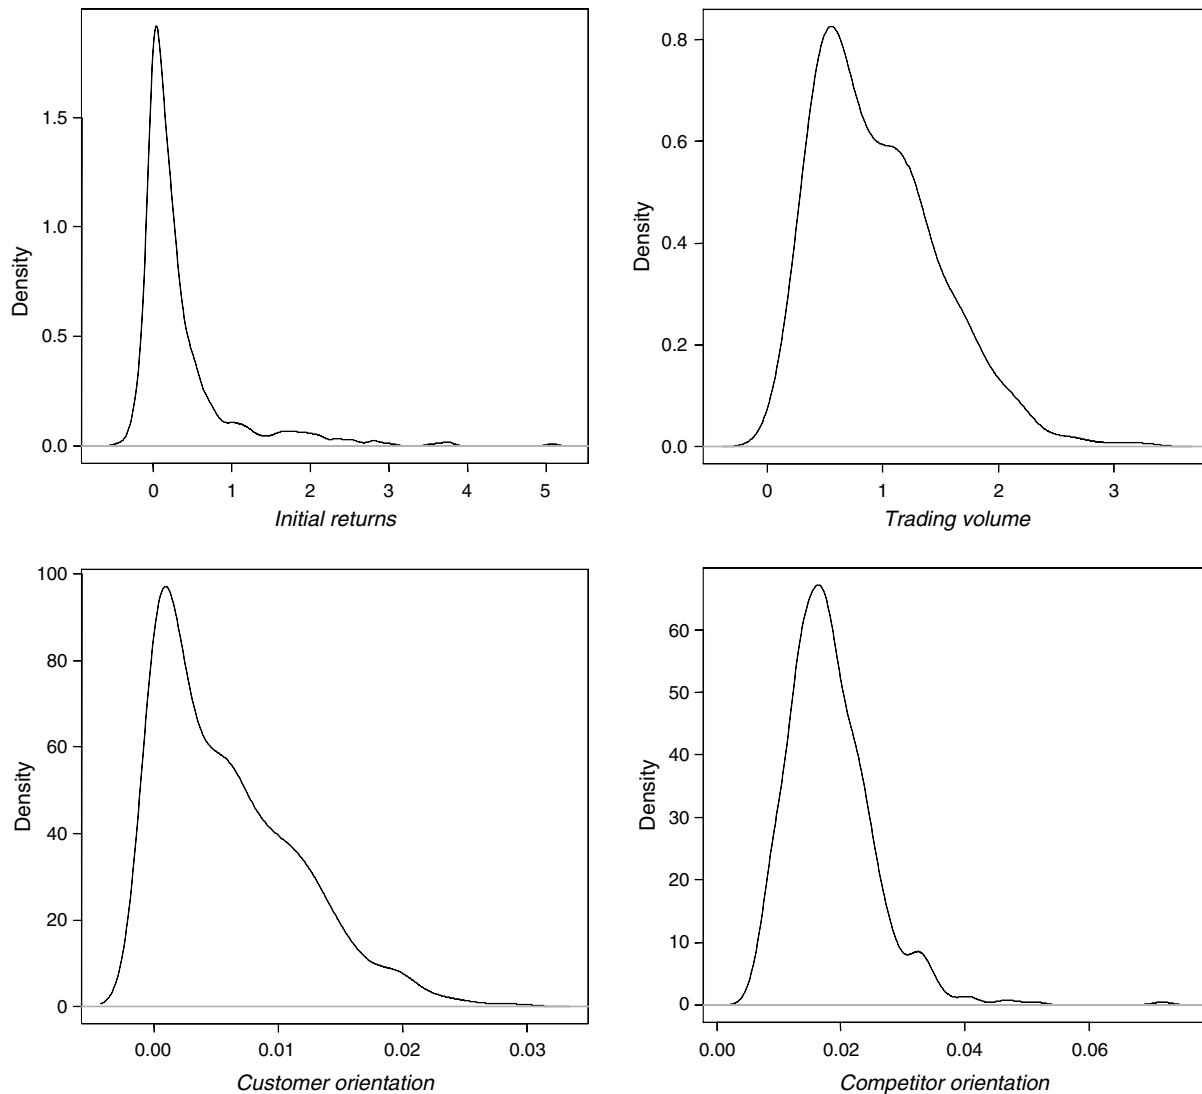 Density
1.5
1.0
0.5
0.0
0 1 2 3 4 5
Initial returns
Density
0.8
0.6
0.4
0.2
0.0
0 1 2 3
Trading volume
Density
100
80
60
40
20
0
0.00 0.01 0.02 0.03
Customer orientation
Density
60
50
40
30
20
10
0
0.00 0.02 0.04 0.06
Competitor orientation